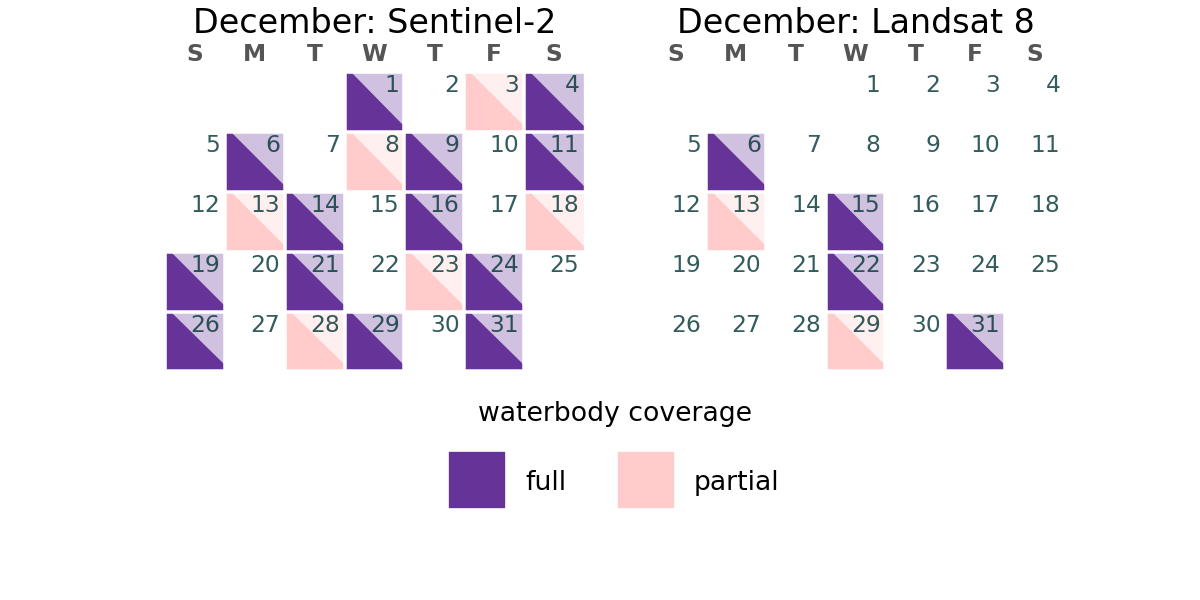 December: Sentinel-2
S M T W T F S
1 2 3 4
5 6 7 8 9 10 11
12 13 14 15 16 17 18
19 20 21 22 23 24 25
26 27 28 29 30 31
December: Landsat 8
S M T W T F S
1 2 3 4
5 6 7 8 9 10 11
12 13 14 15 16 17 18
19 20 21 22 23 24 25
26 27 28 29 30 31
waterbody coverage
full
partial